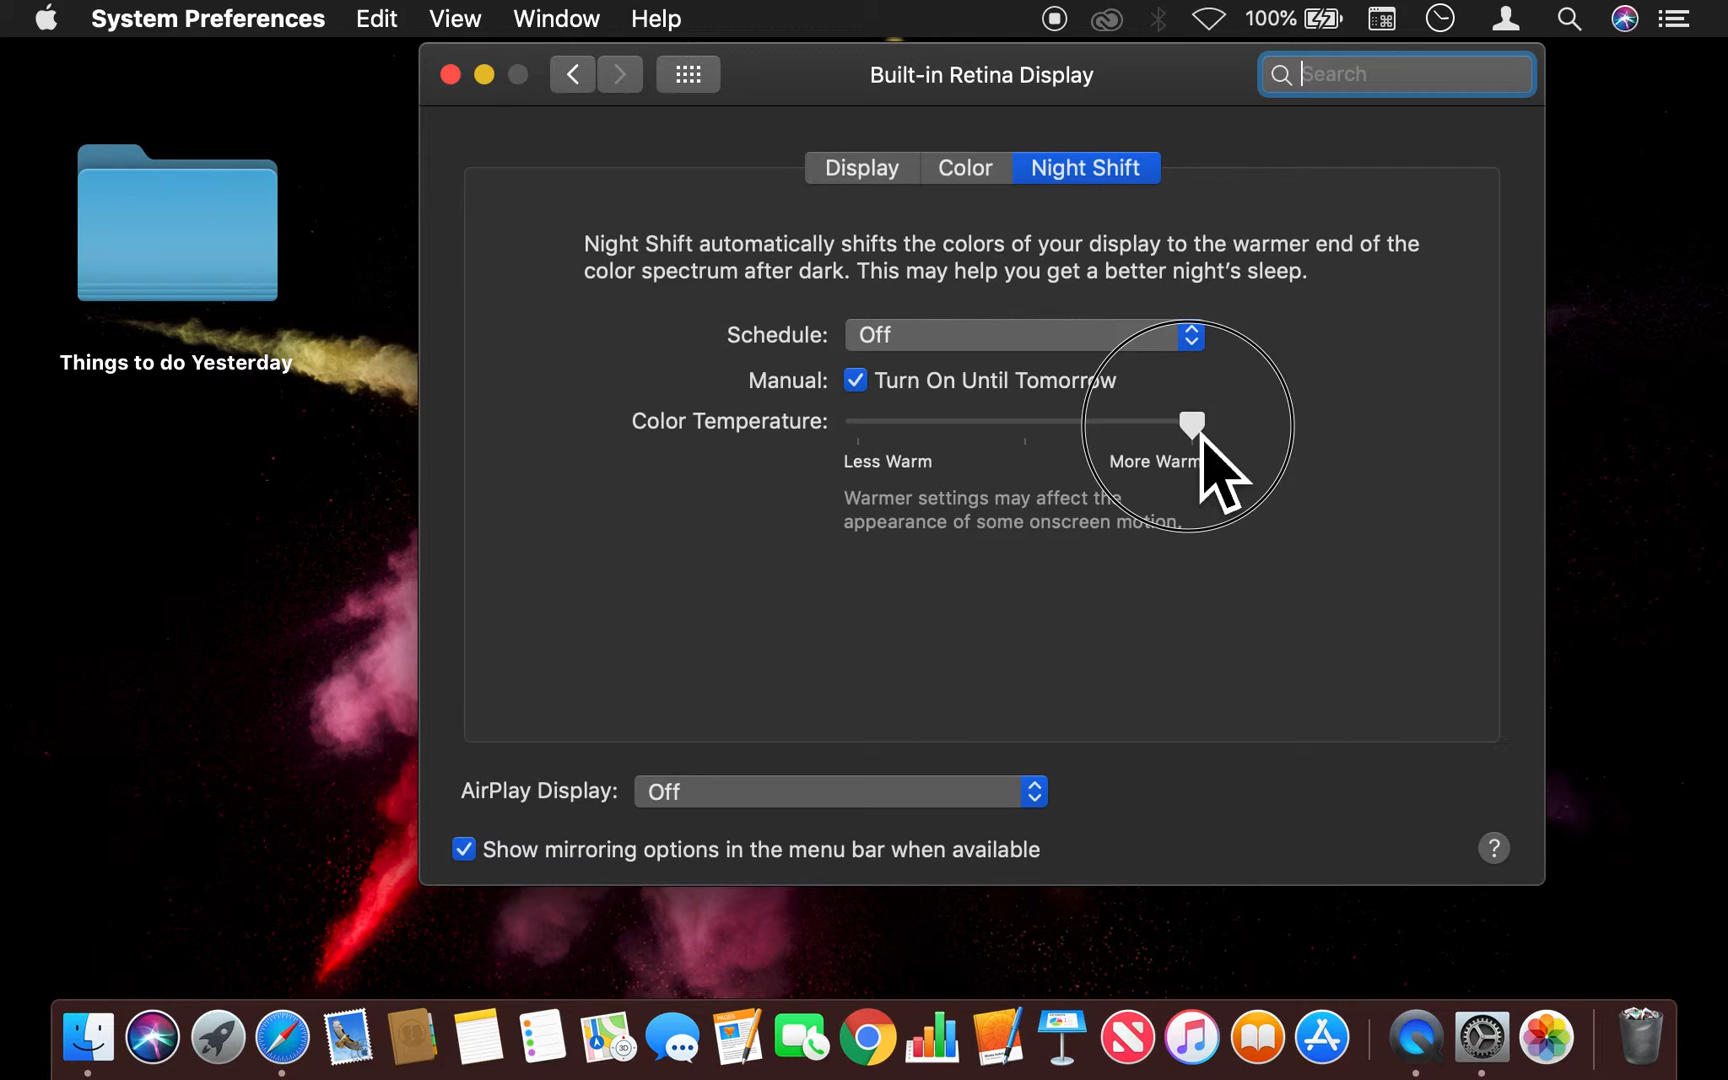 System Preferences Edit View Window Help 100%
Built-in Retina Display
Search
Display Color Night Shift
Night Shift automatically shifts the colors of your display to the warmer end of the
color spectrum after dark. This may help you get a better night's sleep.
Schedule: Off
Manual: Turn On Until Tomorrow
Color Temperature:
Less Warm More Warm
Warmer settings may affect the
appearance of some onscreen motion.
Things to do Yesterday
AirPlay Display: Off
Show mirroring options in the menu bar when available
?
PAGES
3D